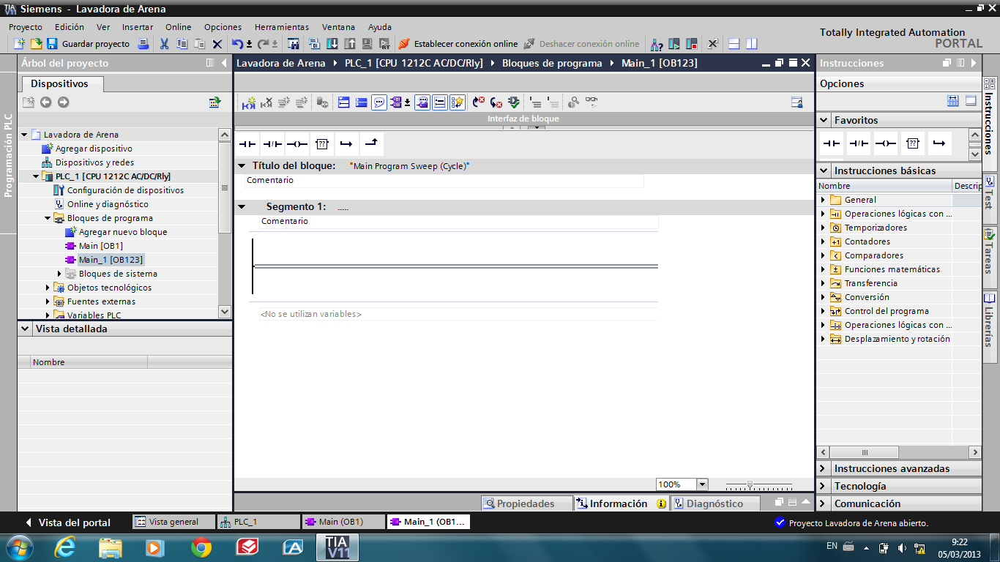 TIA V11 Siemens - Lavadora de Arena
Proyecto Edición Ver Insertar Online Opciones Herramientas Ventana Ayuda
Guardar proyecto Establecer conexión online Deshacer conexión online
Totally Integrated Automation
PORTAL
Árbol del proyecto
Lavadora de Arena PLC_1 [CPU 1212C AC/DC/Rly] Bloques de programa Main_1 [OB123]
Instrucciones
Dispositivos
Opciones
Programación PLC
Interfaz de bloque
Favoritos
Lavadora de Arena
Agregar dispositivo
Dispositivos y redes
PLC_1 [CPU 1212C AC/DC/Rly]
Configuración de dispositivos
Online y diagnóstico
Bloques de programa
Agregar nuevo bloque
Main [OB1]
Main_1 [OB123]
Bloques de sistema
Objetos tecnológicos
Fuentes externas
Variables PLC
Vista detallada
Nombre
??
Título del bloque: "Main Program Sweep (Cycle)"
Comentario
Segmento 1: .....
Comentario
<No se utilizan variables>
100%
Propiedades Información Diagnóstico
??
Instrucciones básicas
Nombre Descrip
General
Operaciones lógicas con ...
Temporizadores
Contadores
Comparadores
Funciones matemáticas
Transferencia
Conversión
Control del programa
Operaciones lógicas con ...
Desplazamiento y rotación
Instrucciones avanzadas
Tecnología
Comunicación
Instrucciones
Test
Tareas
Librerías
Vista del portal Vista general PLC_1 Main (OB1) Main_1 (OB1... Proyecto Lavadora de Arena abierto.
TIA V11
EN
9:22
05/03/2013